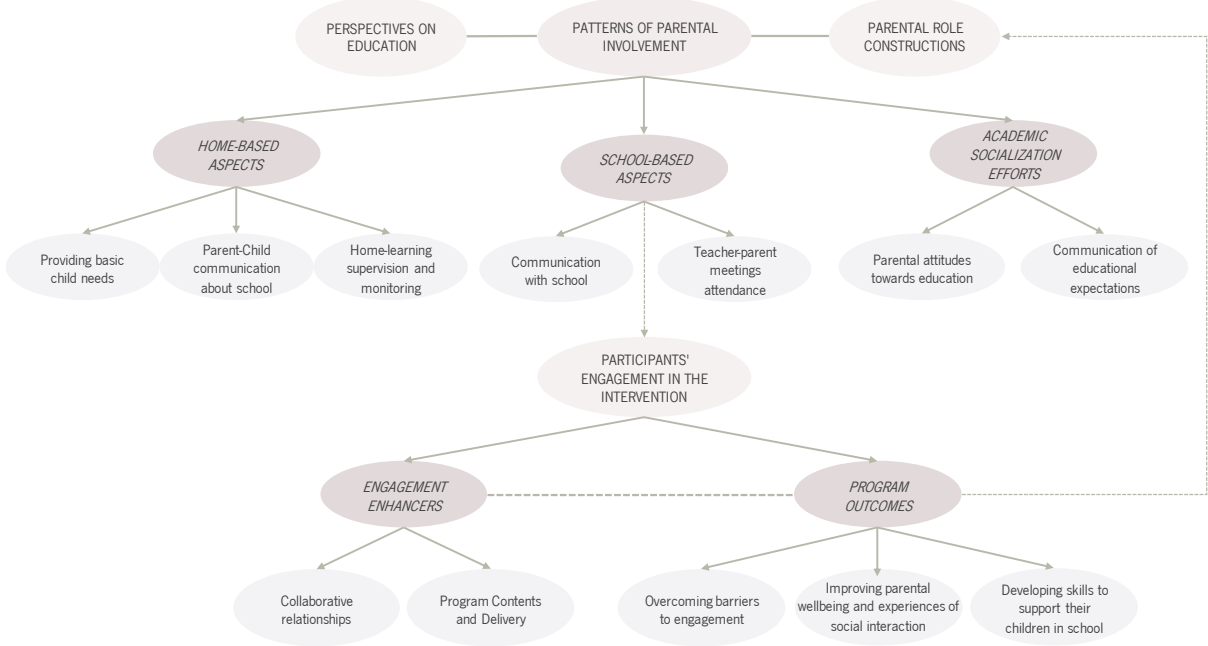 PERSPECTIVES ON
EDUCATION
PATTERNS OF PARENTAL
INVOLVEMENT
PARENTAL ROLE
CONSTRUCTIONS
HOME-BASED
ASPECTS
SCHOOL-BASED
ASPECTS
ACADEMIC
SOCIALIZATION
EFFORTS
Providing basic
child needs
Parent-Child
communication
about school
Home-learning
supervision and
monitoring
Communication
with school
Teacher-parent
meetings
attendance
Parental attitudes
towards education
Communication of
educational
expectations
PARTICIPANTS'
ENGAGEMENT IN THE
INTERVENTION
ENGAGEMENT
ENHANCERS
PROGRAM
OUTCOMES
Collaborative
relationships
Program Contents
and Delivery
Overcoming barriers
to engagement
Improving parental
wellbeing and experiences of
social interaction
Developing skills to
support their
children in school